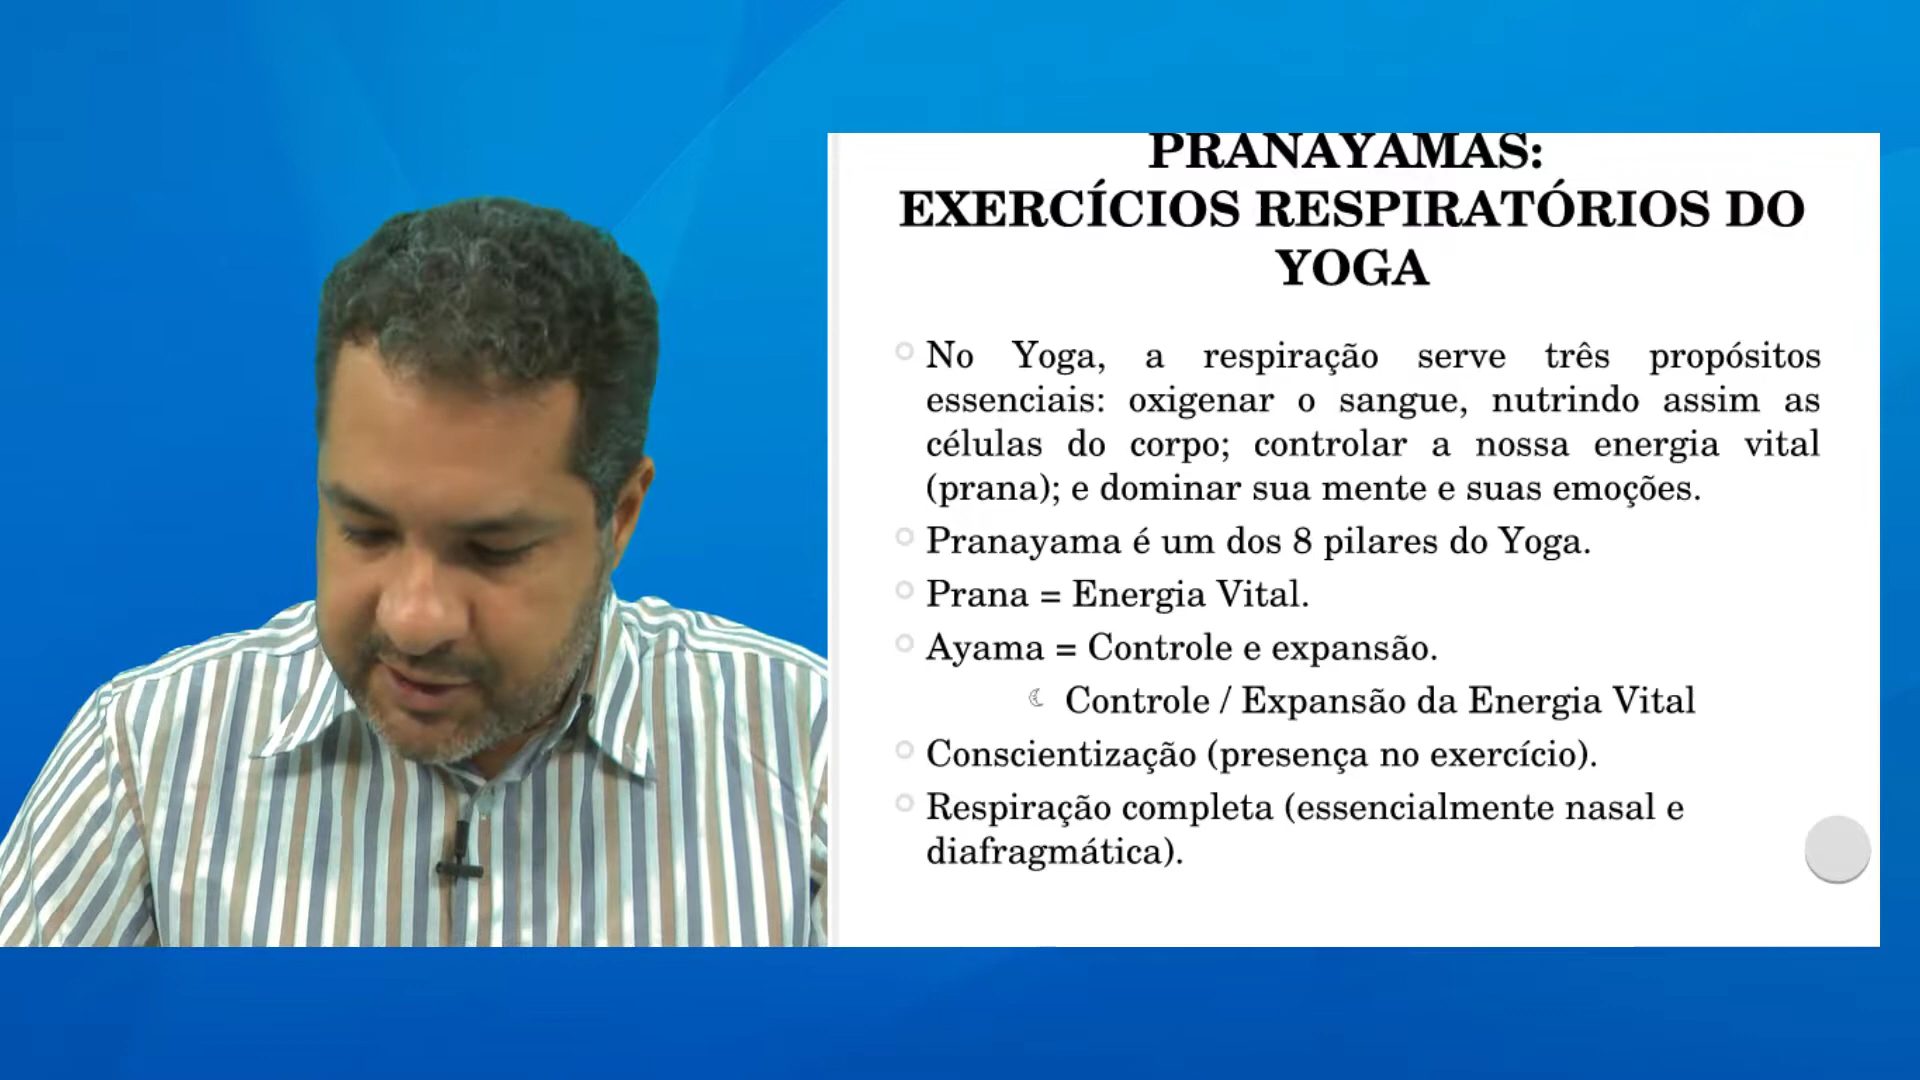 PRANAYAMAS:
EXERCÍCIOS RESPIRATÓRIOS DO
YOGA
No Yoga, a respiração serve três propósitos
essenciais: oxigenar o sangue, nutrindo assim as
células do corpo; controlar a nossa energia vital
(prana); e dominar sua mente e suas emoções.
Pranayama é um dos 8 pilares do Yoga.
Prana = Energia Vital.
Ayama = Controle e expansão.
Controle / Expansão da Energia Vital
Conscientização (presença no exercício).
Respiração completa (essencialmente nasal e
diafragmática).